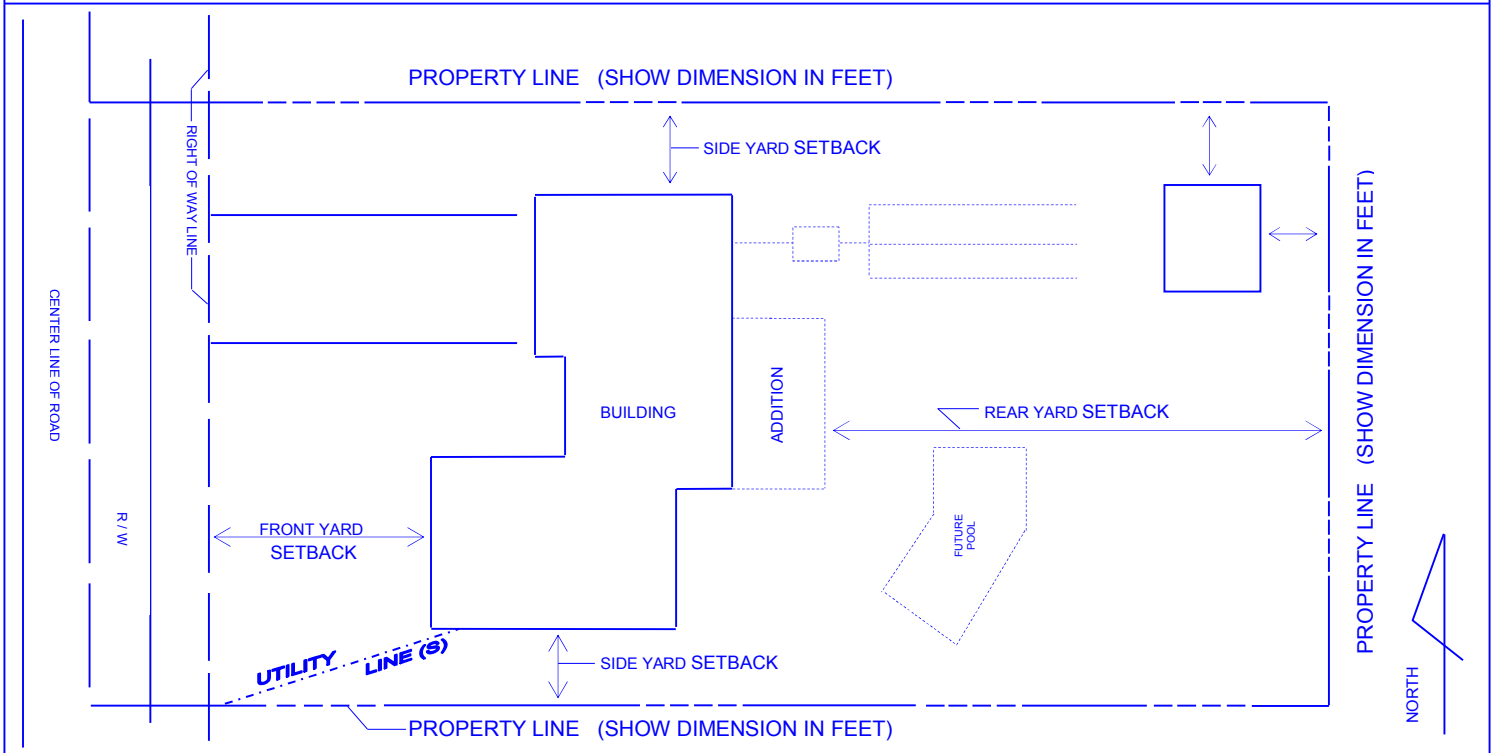 PROPERTY LINE (SHOW DIMENSION IN FEET)
RIGHT OF WAY LINE
SIDE YARD SETBACK
PROPERTY LINE (SHOW DIMENSION IN FEET)
CENTER LINE OF ROAD
BUILDING
ADDITION
REAR YARD SETBACK
R / W
FRONT YARD
SETBACK
FUTURE
POOL
UTILITY LINE (S)
SIDE YARD SETBACK
NORTH
PROPERTY LINE (SHOW DIMENSION IN FEET)